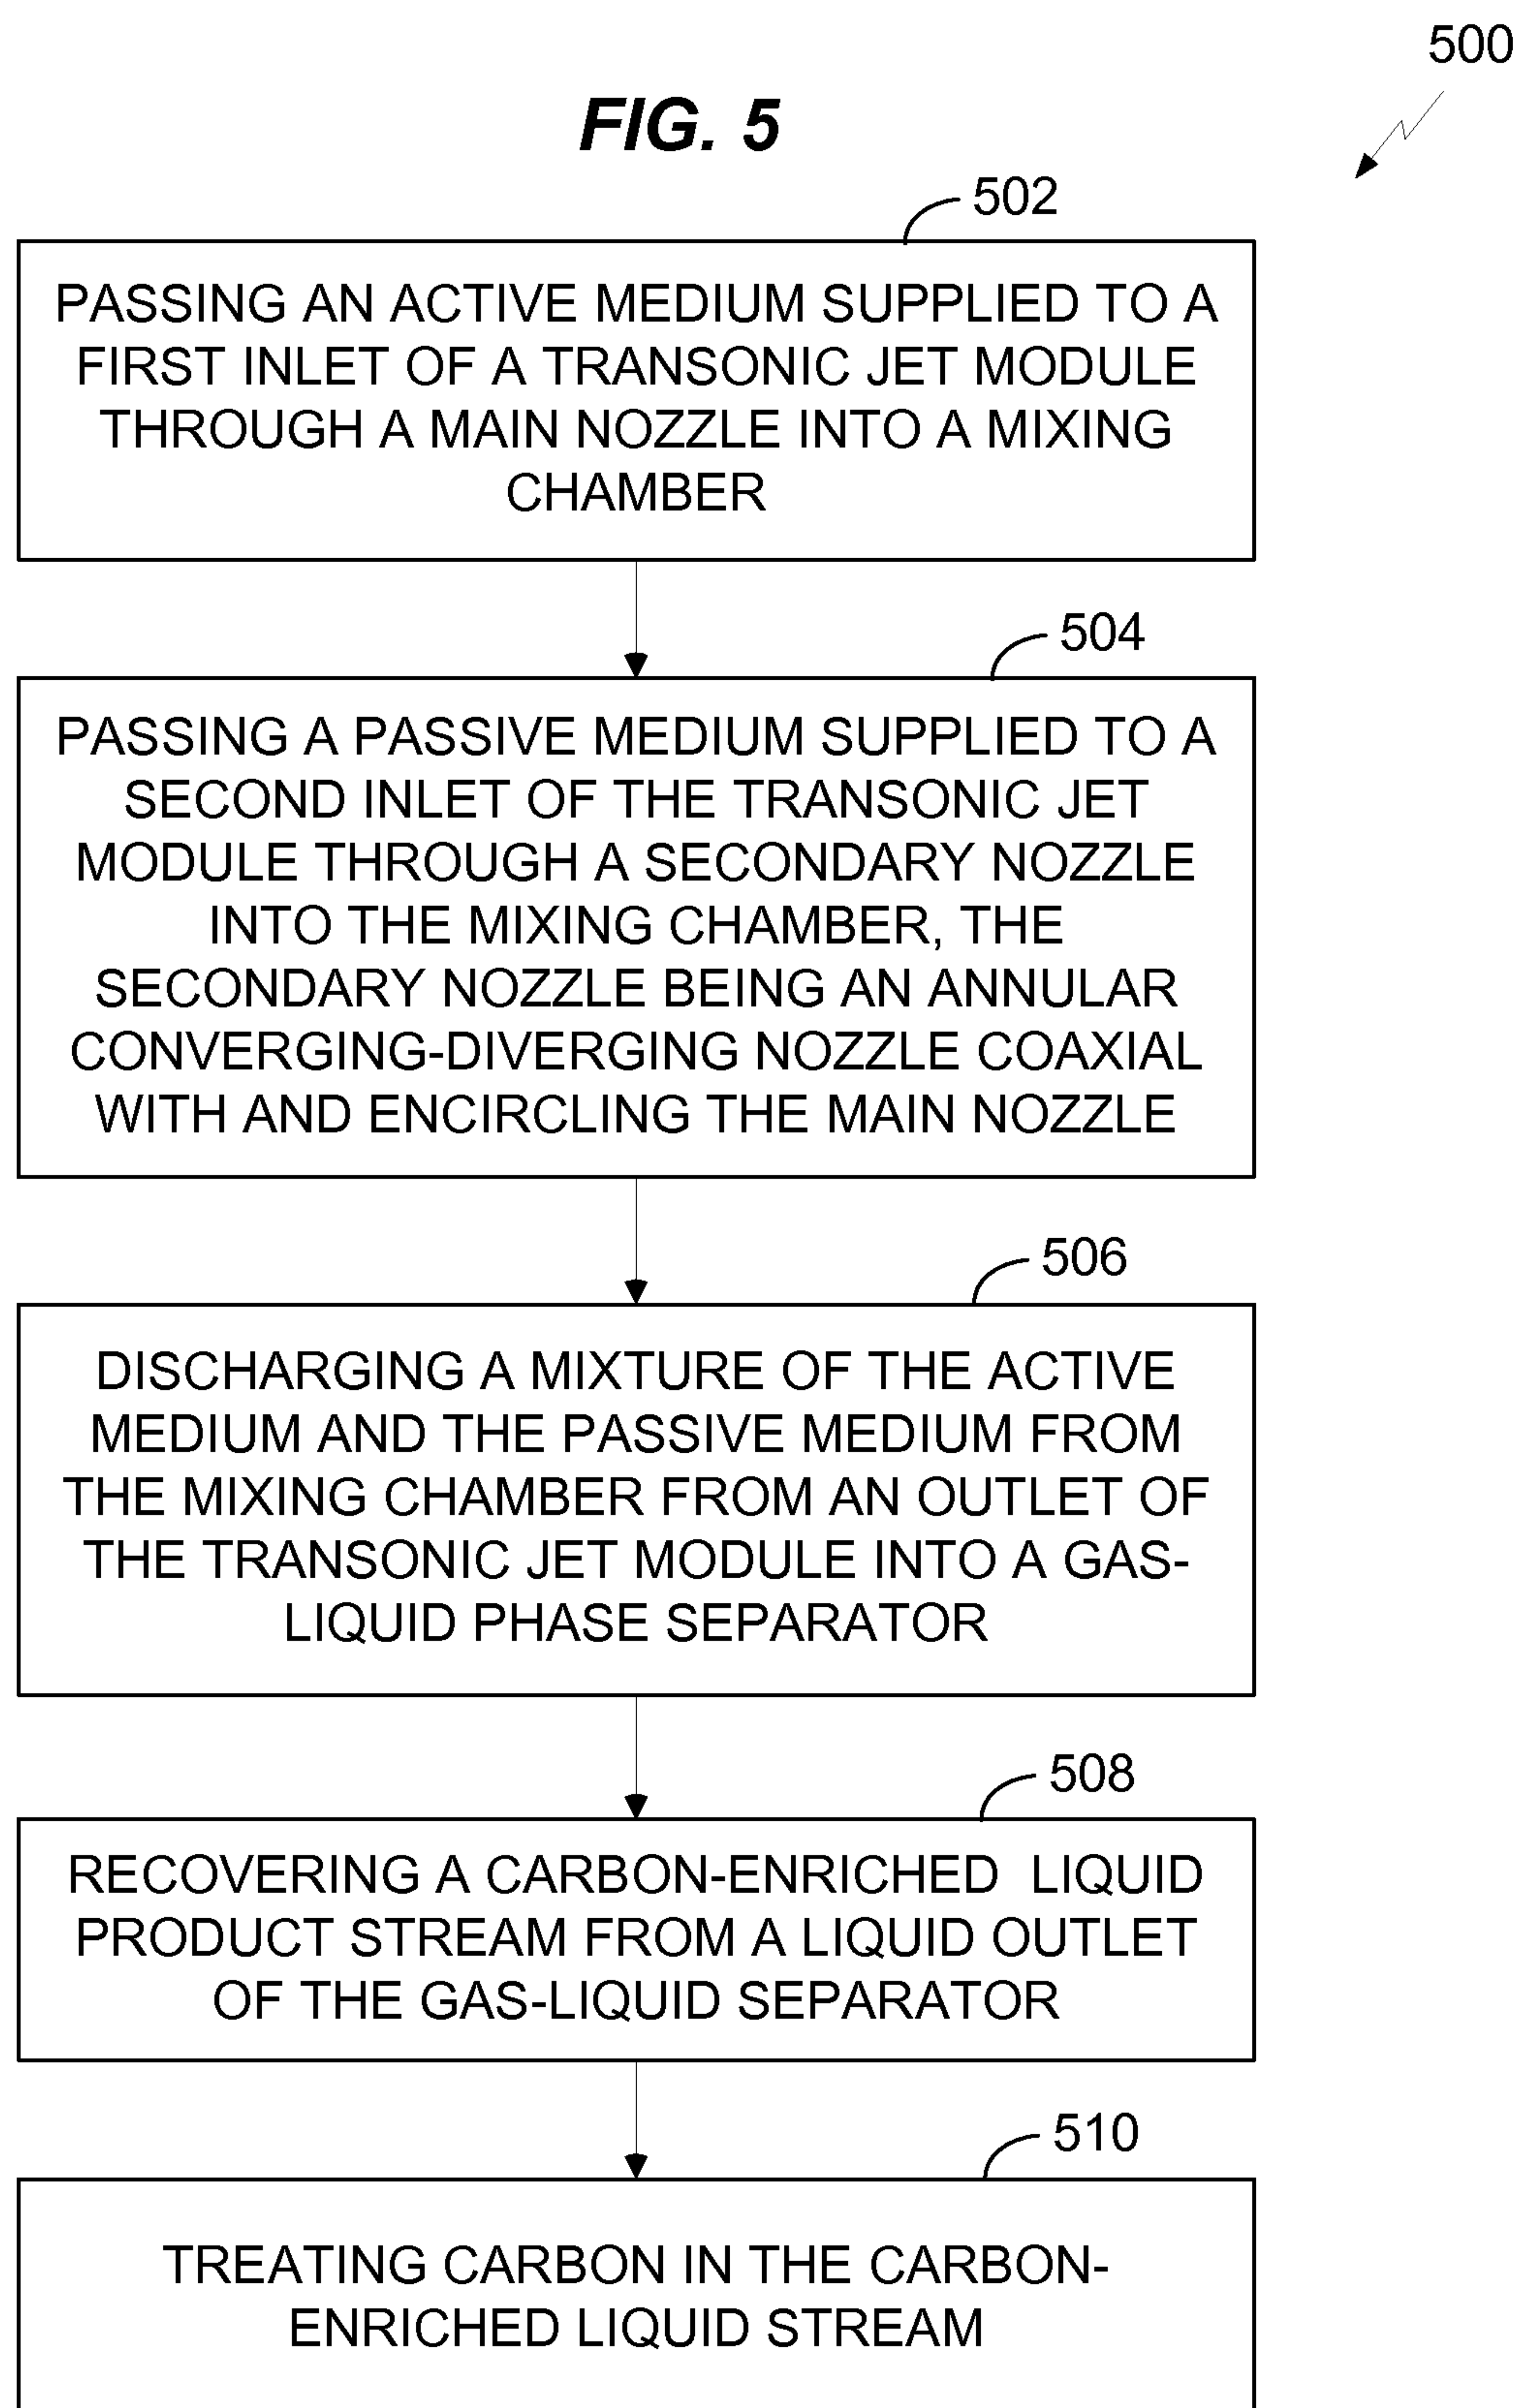 500
FIG. 5
502
PASSING AN ACTIVE MEDIUM SUPPLIED TO A
FIRST INLET OF A TRANSONIC JET MODULE
THROUGH A MAIN NOZZLE INTO A MIXING
CHAMBER
504
PASSING A PASSIVE MEDIUM SUPPLIED TO A
SECOND INLET OF THE TRANSONIC JET
MODULE THROUGH A SECONDARY NOZZLE
INTO THE MIXING CHAMBER, THE
SECONDARY NOZZLE BEING AN ANNULAR
CONVERGING-DIVERGING NOZZLE COAXIAL
WITH AND ENCIRCLING THE MAIN NOZZLE
506
DISCHARGING A MIXTURE OF THE ACTIVE
MEDIUM AND THE PASSIVE MEDIUM FROM
THE MIXING CHAMBER FROM AN OUTLET OF
THE TRANSONIC JET MODULE INTO A GAS-
LIQUID PHASE SEPARATOR
508
RECOVERING A CARBON-ENRICHED LIQUID
PRODUCT STREAM FROM A LIQUID OUTLET
OF THE GAS-LIQUID SEPARATOR
510
TREATING CARBON IN THE CARBON-
ENRICHED LIQUID STREAM